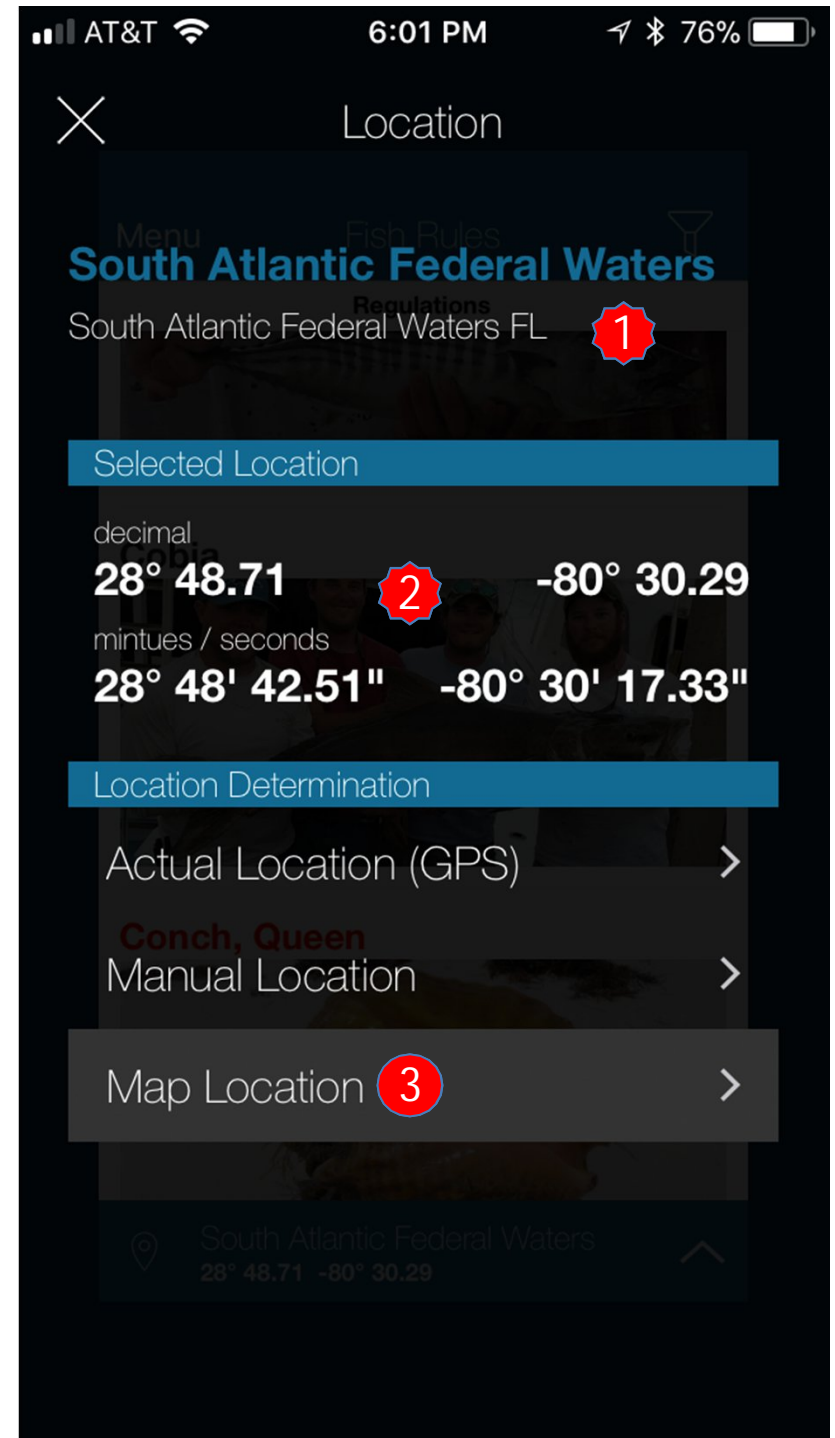 AT&T 6:01 PM 76%
Location
Menu Fish Rules
South Atlantic Federal Waters
Regulations
South Atlantic Federal Waters FL 1
Selected Location
decimal
Cobia
28° 48.71 2 -80° 30.29
mintues / seconds
28° 48' 42.51" -80° 30' 17.33"
Location Determination
Actual Location (GPS)
Conch, Queen
Manual Location
Map Location 3
South Atlantic Federal Waters
28° 48.71 -80° 30.29